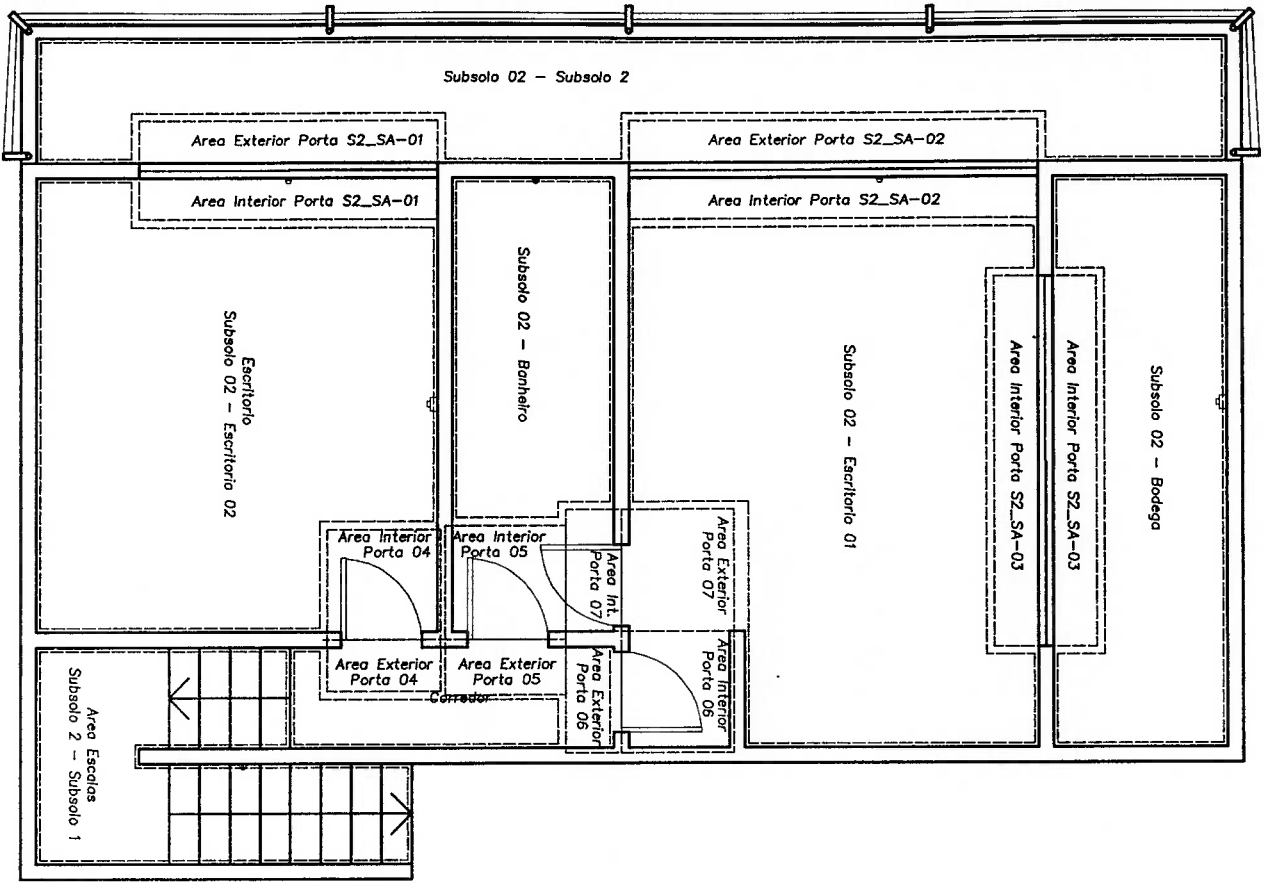 Subsolo 02 - Subsolo 2
Area Exterior Porta S2_SA-01
Area Exterior Porta S2_SA-02
Area Interior Porta S2_SA-01
Area Interior Porta S2_SA-02
Escritorio
Subsolo 02 - Escritorio 02
Subsolo 02 - Banheiro
Subsolo 02 - Escritorio 01
Area Interior Porta S2_SA-03
Area Interior Porta S2_SA-03
Subsolo 02 - Bodega
Area Interior
Porta 04
Area Interior
Porta 05
Area Int.
Porta 07
Area Exterior
Porta 07
Area Exterior
Porta 04
Area Exterior
Porta 05
Area Exterior
Porta 06
Area Interior
Porta 06
Corredor
Area Escalas
Subsolo 2 - Subsolo 1